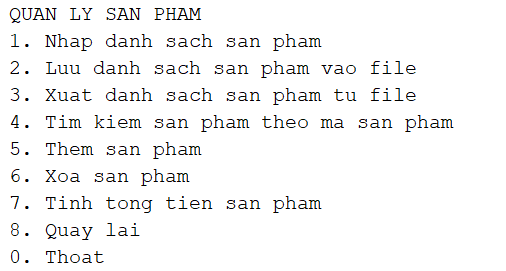 QUAN LY SAN PHAM
1. Nhap danh sach san pham
2. Luu danh sach san pham vao file
3. Xuat danh sach san pham tu file
4. Tim kiem san pham theo ma san pham
5. Them san pham
6. Xoa san pham
7. Tinh tong tien san pham
8. Quay lai
0. Thoat